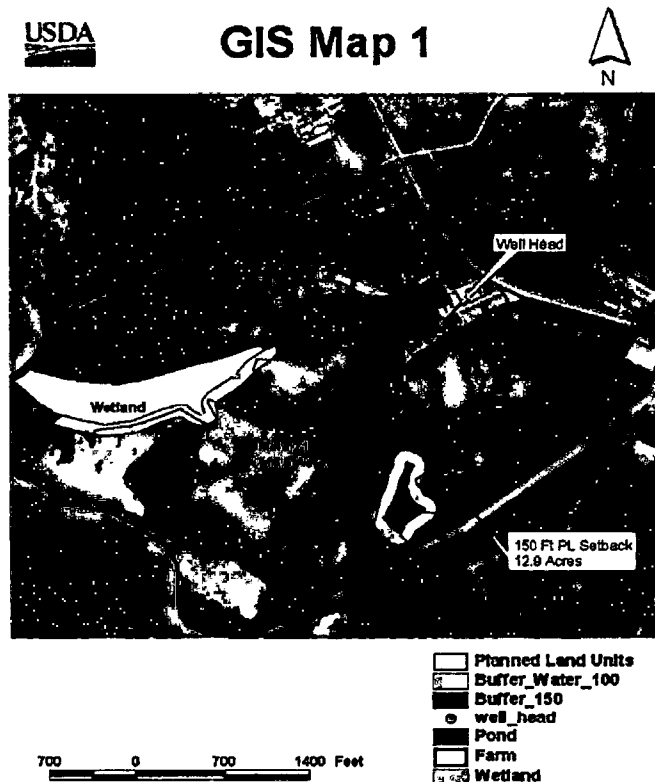 USDA
GIS Map 1
N
Well Head
Wetland
150 Ft PL Setback
12.9 Acres
Planned Land Units
Buffer_Water_100
Buffer_150
well_head
Pond
Farm
Wetland
700 0 700 1400 Feet